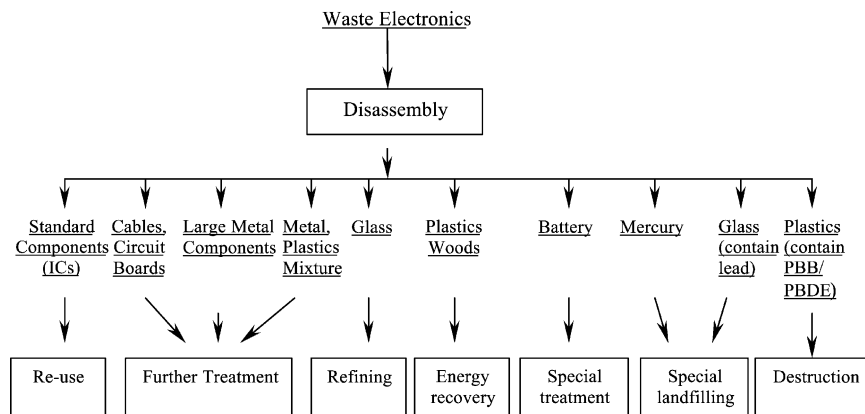 Waste Electronics
Disassembly
Standard
Components
(ICs)
Cables,
Circuit
Boards
Large Metal
Components
Metal,
Plastics
Mixture
Glass
Plastics
Woods
Battery
Mercury
Glass
(contain
lead)
Plastics
(contain
PBB/
PBDE)
Re-use
Further Treatment
Refining
Energy
recovery
Special
treatment
Special
landfilling
Destruction